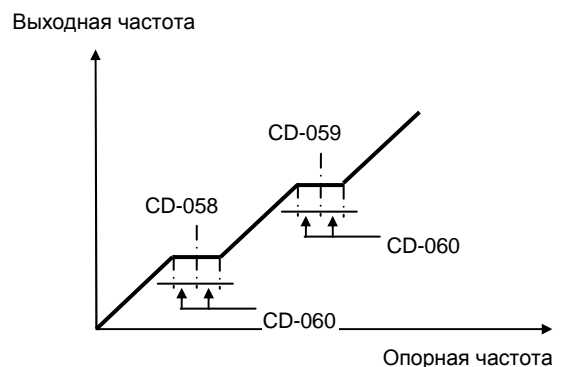 Выходная частота
CD-059
CD-058
CD-060
CD-060
Опорная частота